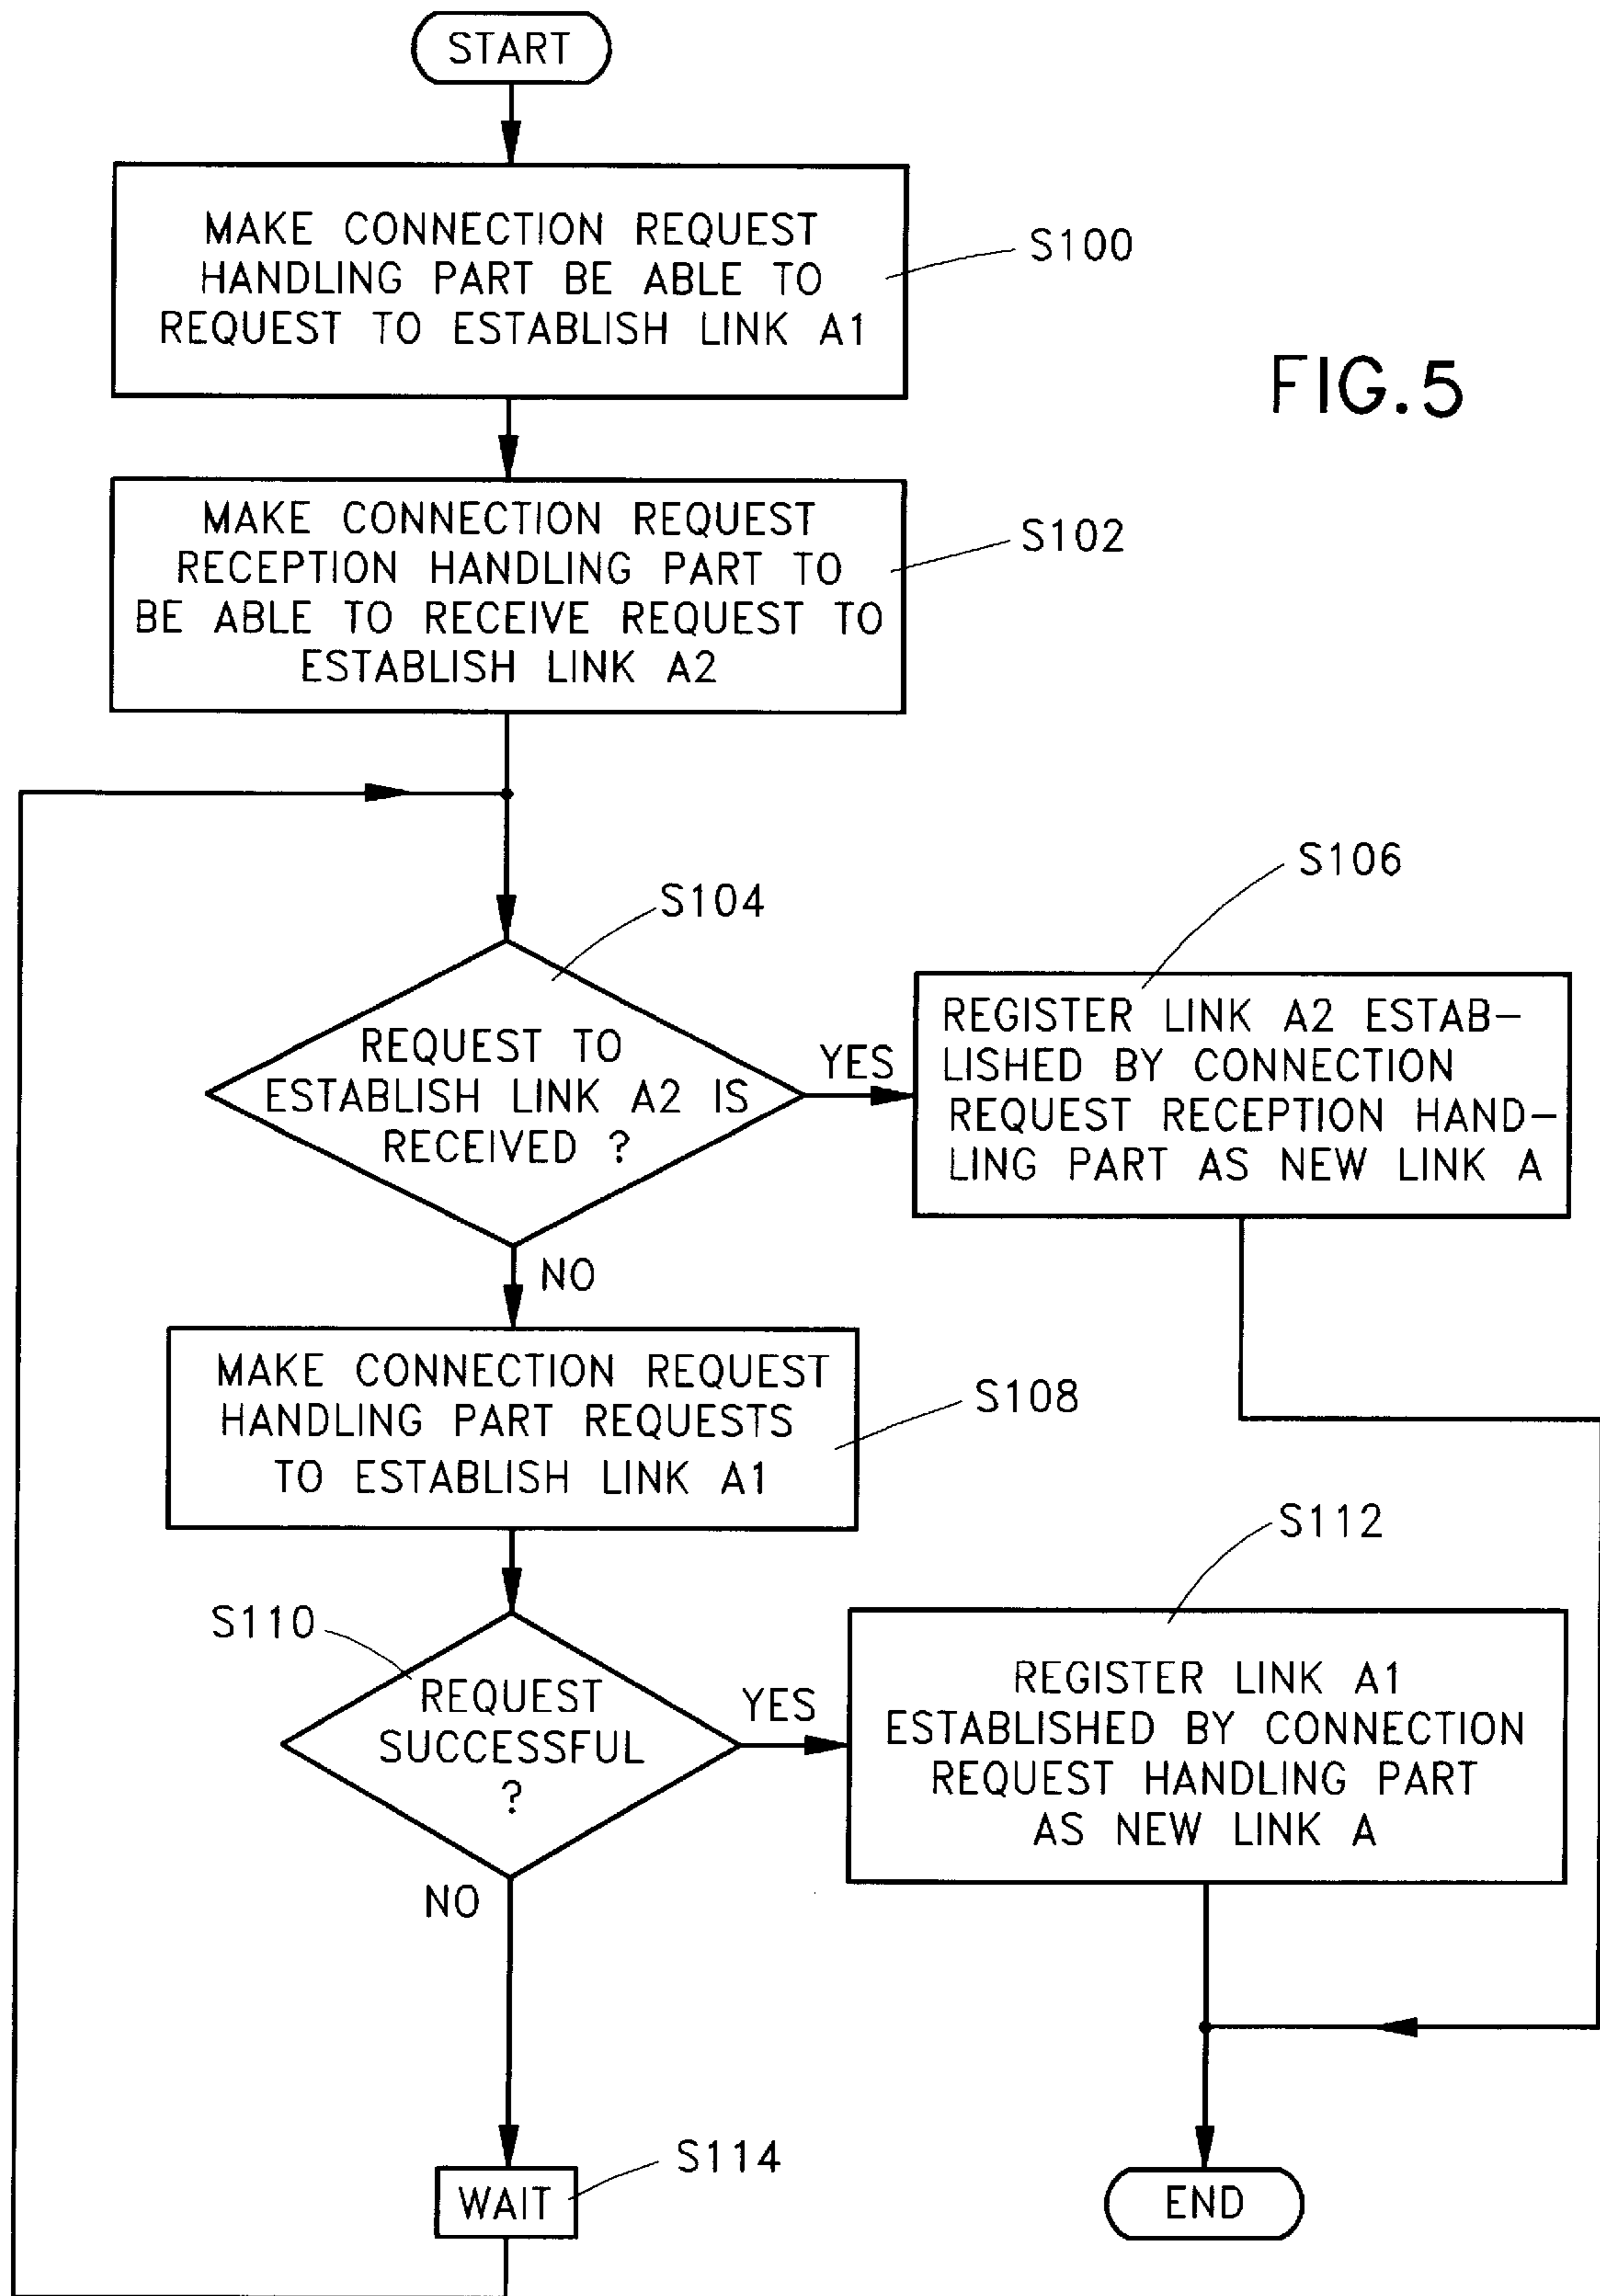 START
MAKE CONNECTION REQUEST
HANDLING PART BE ABLE TO
REQUEST TO ESTABLISH LINK A1
S100
FIG.5
MAKE CONNECTION REQUEST
RECEPTION HANDLING PART TO
BE ABLE TO RECEIVE REQUEST TO
ESTABLISH LINK A2
S102
S104
REQUEST TO
ESTABLISH LINK A2 IS
RECEIVED ?
YES
NO
S106
REGISTER LINK A2 ESTAB-
LISHED BY CONNECTION
REQUEST RECEPTION HAND-
LING PART AS NEW LINK A
MAKE CONNECTION REQUEST
HANDLING PART REQUESTS
TO ESTABLISH LINK A1
S108
S110
REQUEST
SUCCESSFUL
?
YES
NO
S112
REGISTER LINK A1
ESTABLISHED BY CONNECTION
REQUEST HANDLING PART
AS NEW LINK A
WAIT
S114
END